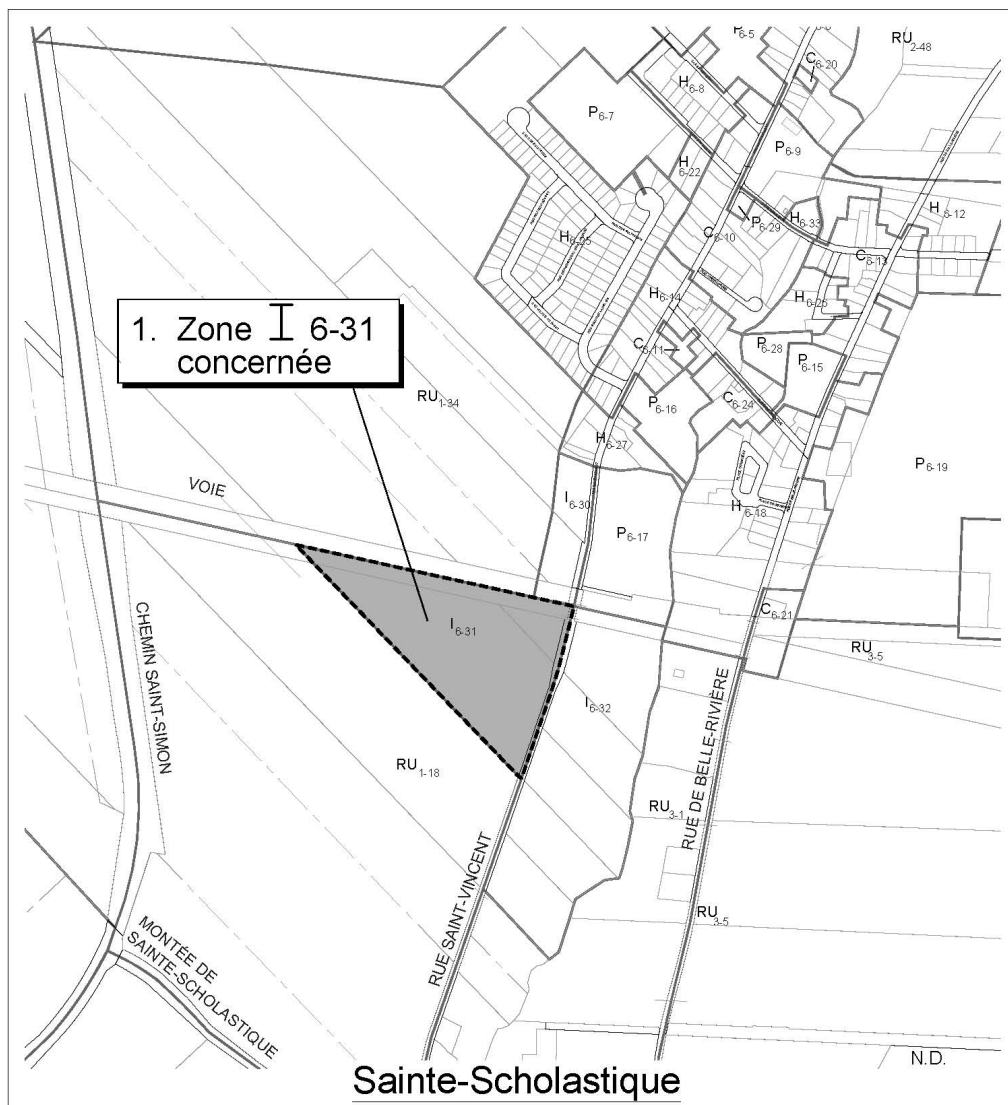 P6-5
RU2-48
C6-20
H6-8
P6-7
P6-9
H6-22
H6-12
P6-29
H6-33
C6-10
H6-25
C6-13
H6-14
H6-26
1. Zone I 6-31
concernée
C6-11
P6-28
P6-15
RU1-34
P6-16
C6-24
H6-27
P6-19
VOIE
I6-30
H6-18
P6-17
C6-21
CHEMIN SAINT-SIMON
I6-31
RU3-5
I6-32
RU1-18
RU3-1
RUE DE BELLE-RIVIÈRE
RUE SAINT-VINCENT
RU3-5
MONTÉE DE
SAINTE-SCHOLASTIQUE
N.D.
Sainte-Scholastique